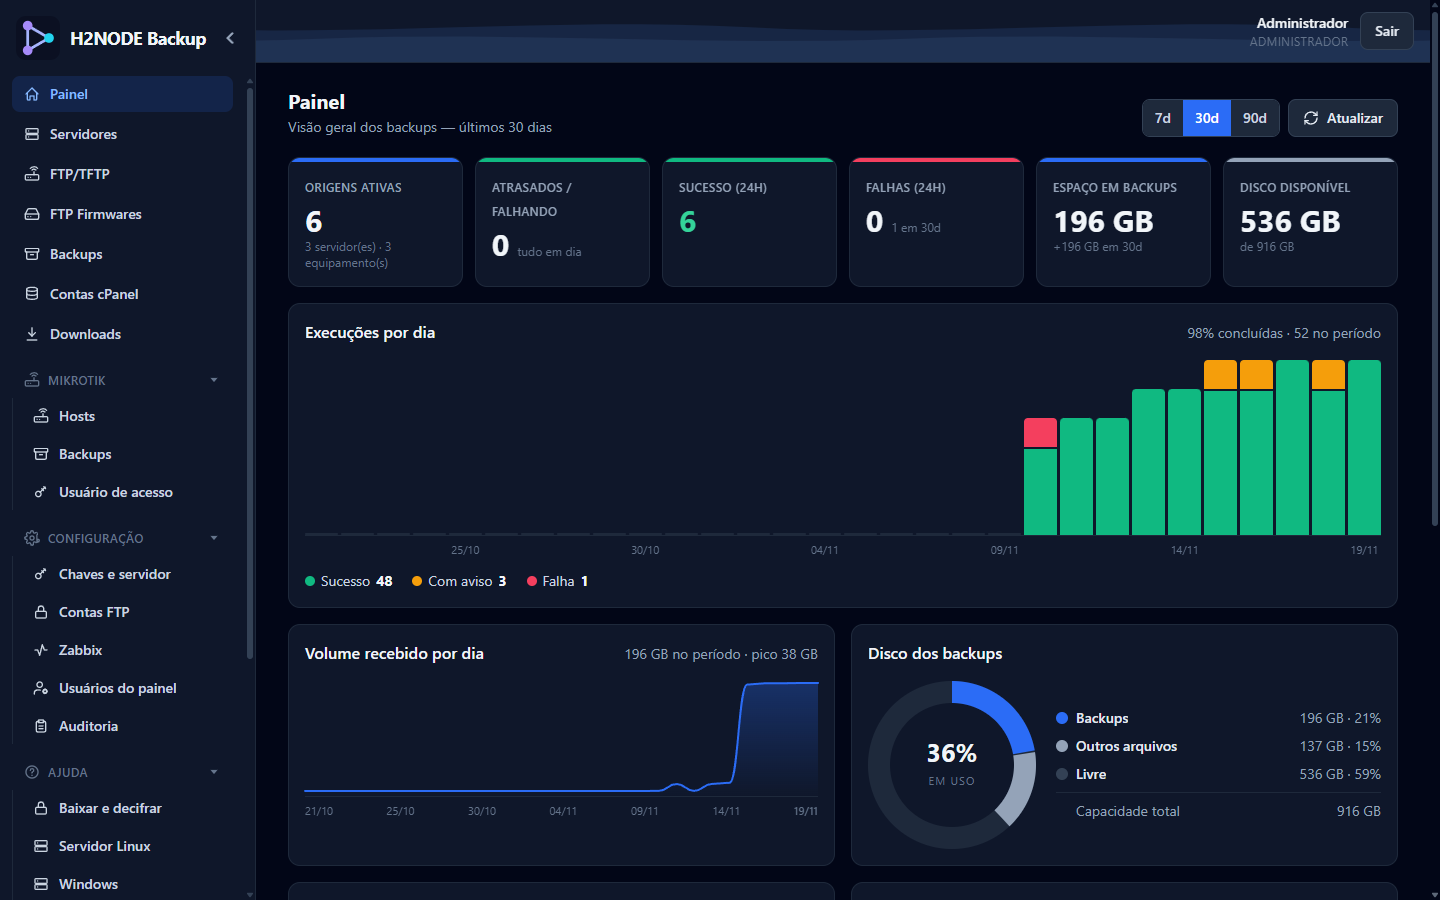 H2NODE Backup
Administrador
ADMINISTRADOR
Sair
Painel
Servidores
FTP/TFTP
FTP Firmwares
Backups
Contas cPanel
Downloads
MIKROTIK
Hosts
Backups
Usuário de acesso
CONFIGURAÇÃO
Chaves e servidor
Contas FTP
Zabbix
Usuários do painel
Auditoria
AJUDA
Baixar e decifrar
Servidor Linux
Windows
Painel
Visão geral dos backups — últimos 30 dias
7d
30d
90d
Atualizar
ORIGENS ATIVAS
6
3 servidor(es) · 3
equipamento(s)
ATRASADOS /
FALHANDO
0 tudo em dia
SUCESSO (24H)
6
FALHAS (24H)
0 1 em 30d
ESPAÇO EM BACKUPS
196 GB
+196 GB em 30d
DISCO DISPONÍVEL
536 GB
de 916 GB
Execuções por dia
98% concluídas · 52 no período
25/10
30/10
04/11
09/11
14/11
19/11
Sucesso 48
Com aviso 3
Falha 1
Volume recebido por dia
196 GB no período · pico 38 GB
21/10
25/10
30/10
04/11
09/11
14/11
19/11
Disco dos backups
36%
EM USO
Backups 196 GB · 21%
Outros arquivos 137 GB · 15%
Livre 536 GB · 59%
Capacidade total 916 GB